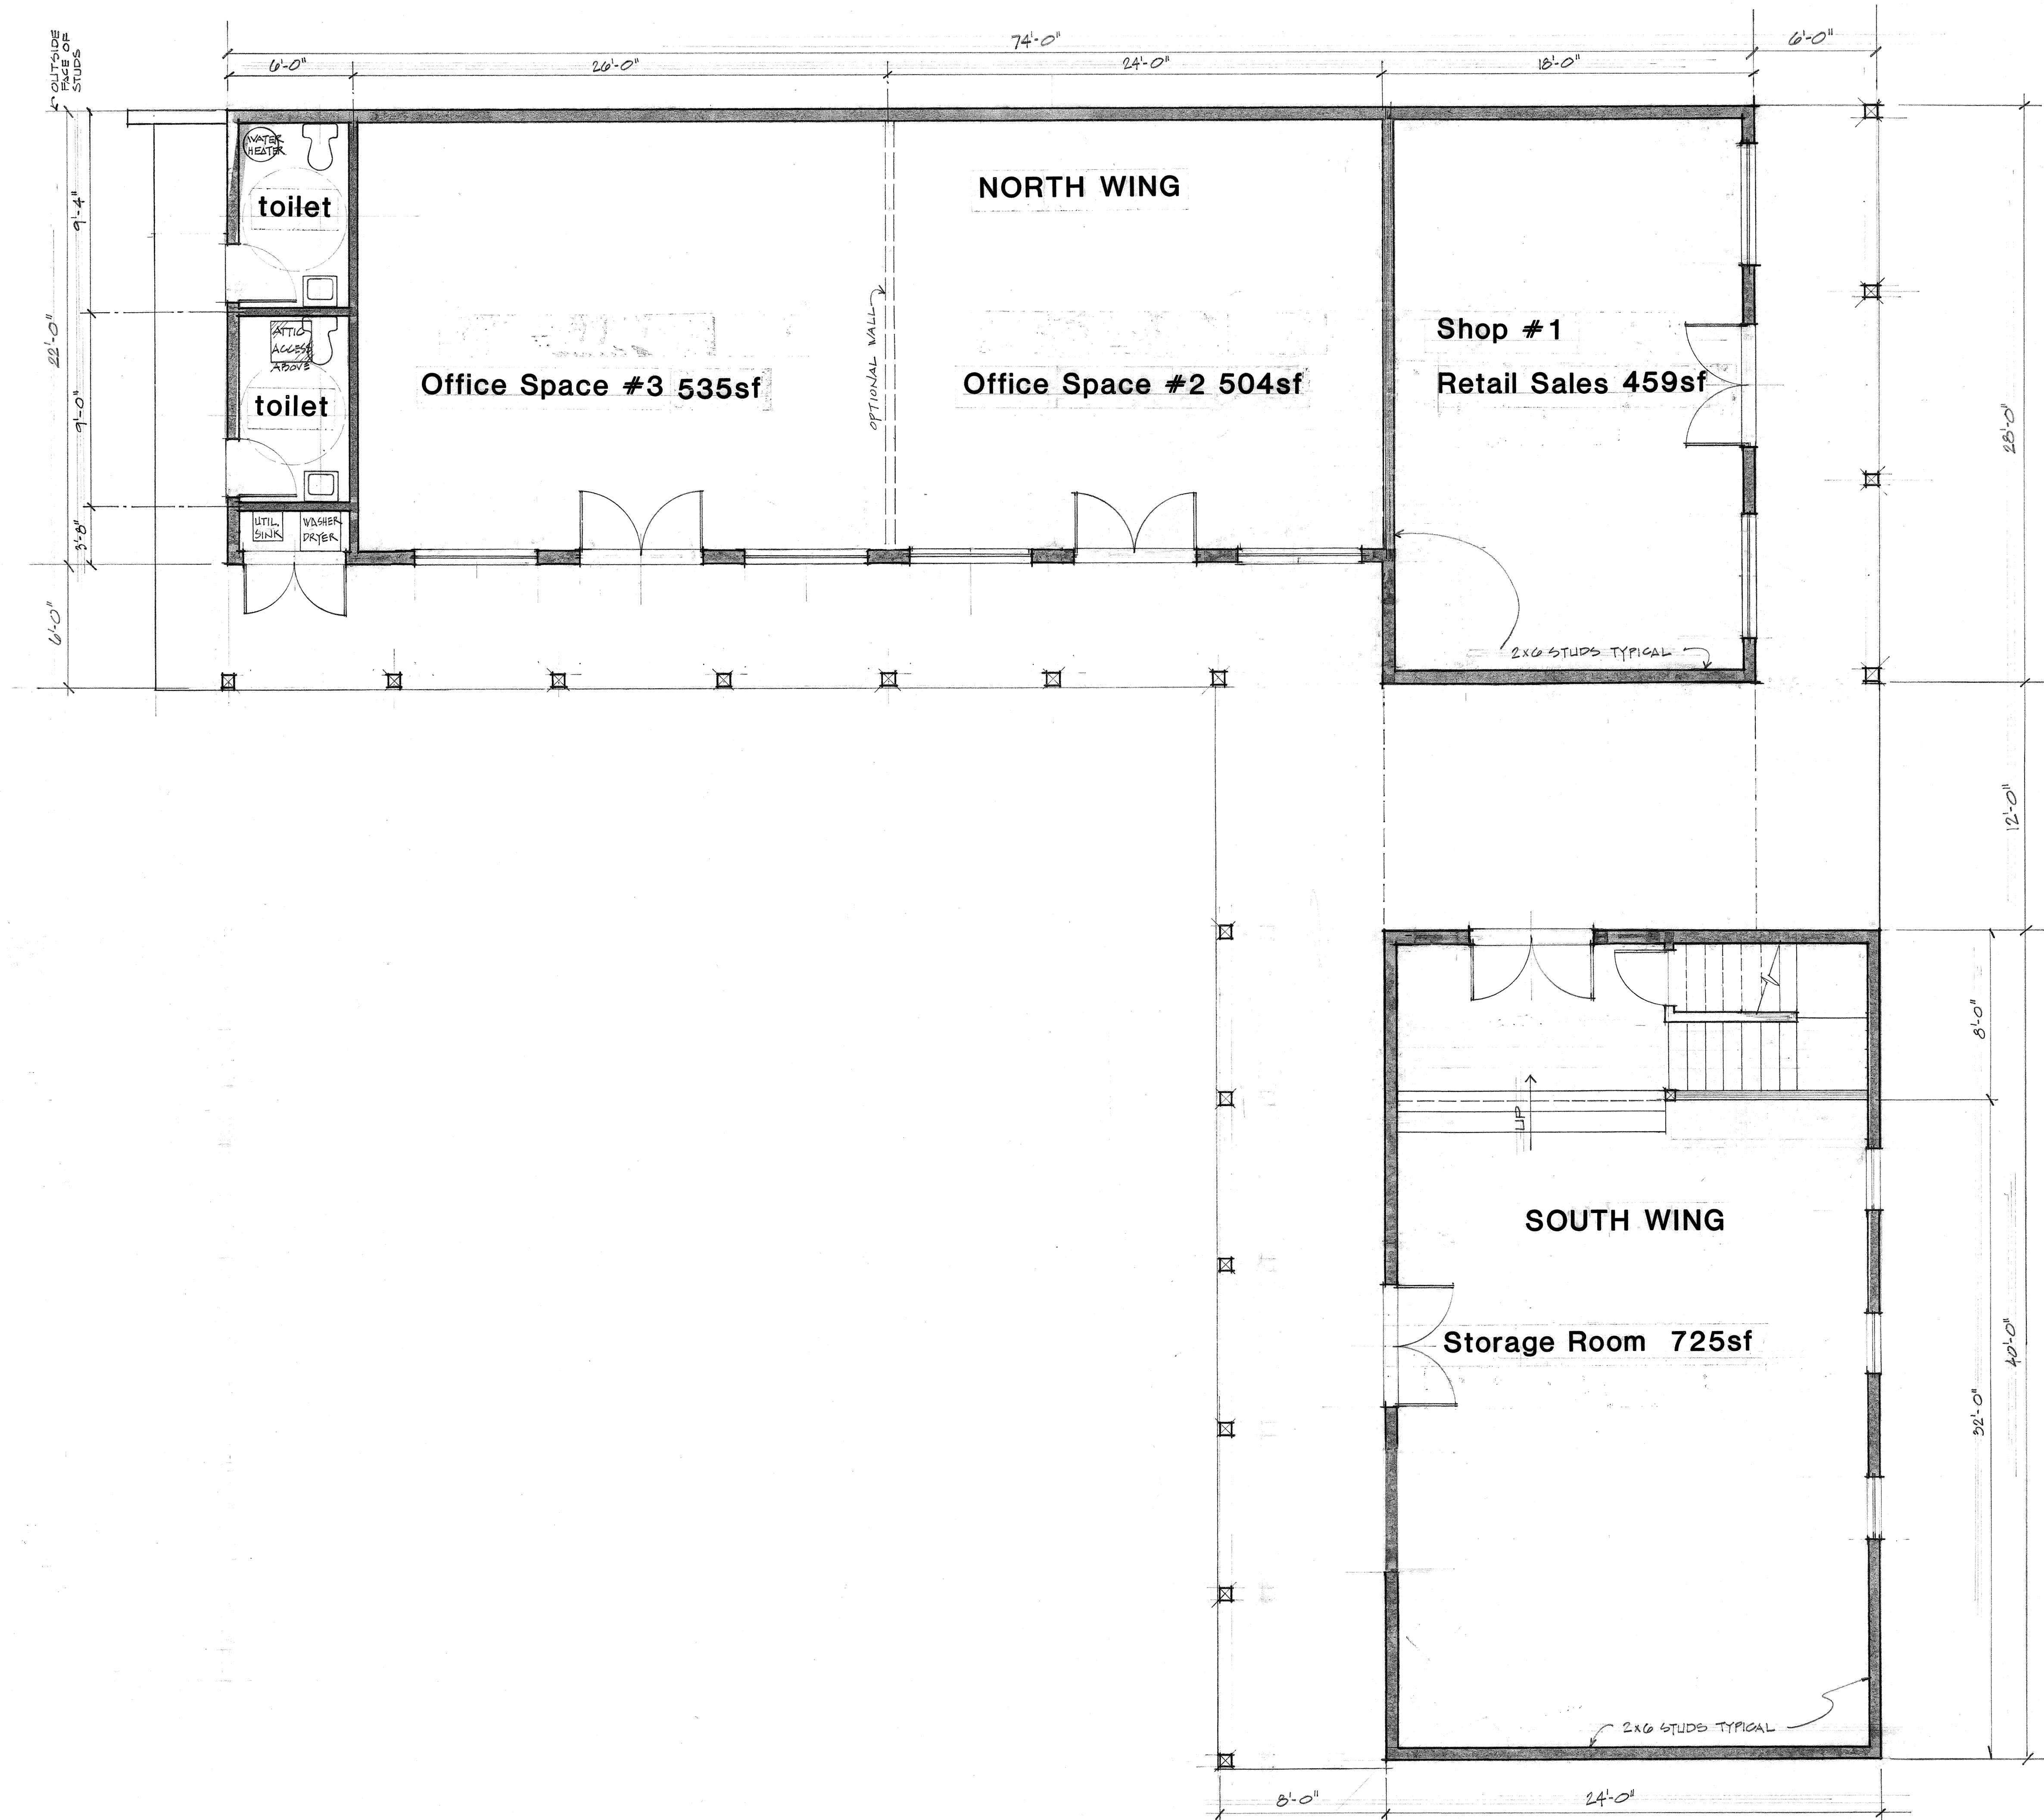 OUTSIDE
FACE OF
STUDS
74'-0"
6'-0"
6'-0"
26'-0"
24'-0"
18'-0"
WATER
HEATER
toilet
9'-4"
22'-0"
NORTH WING
ATTIC
ACCESS
ABOVE
toilet
9'-0"
Office Space #3 535sf
OPTIONAL WALL
Office Space #2 504sf
Shop #1
Retail Sales 459sf
28'-0"
UTIL.
SINK
WASHER
DRYER
3'-8"
6'-0"
2x6 STUDS TYPICAL
12'-0"
8'-0"
UP
SOUTH WING
Storage Room 725sf
40'-0"
32'-0"
2x6 STUDS TYPICAL
8'-0"
24'-0"